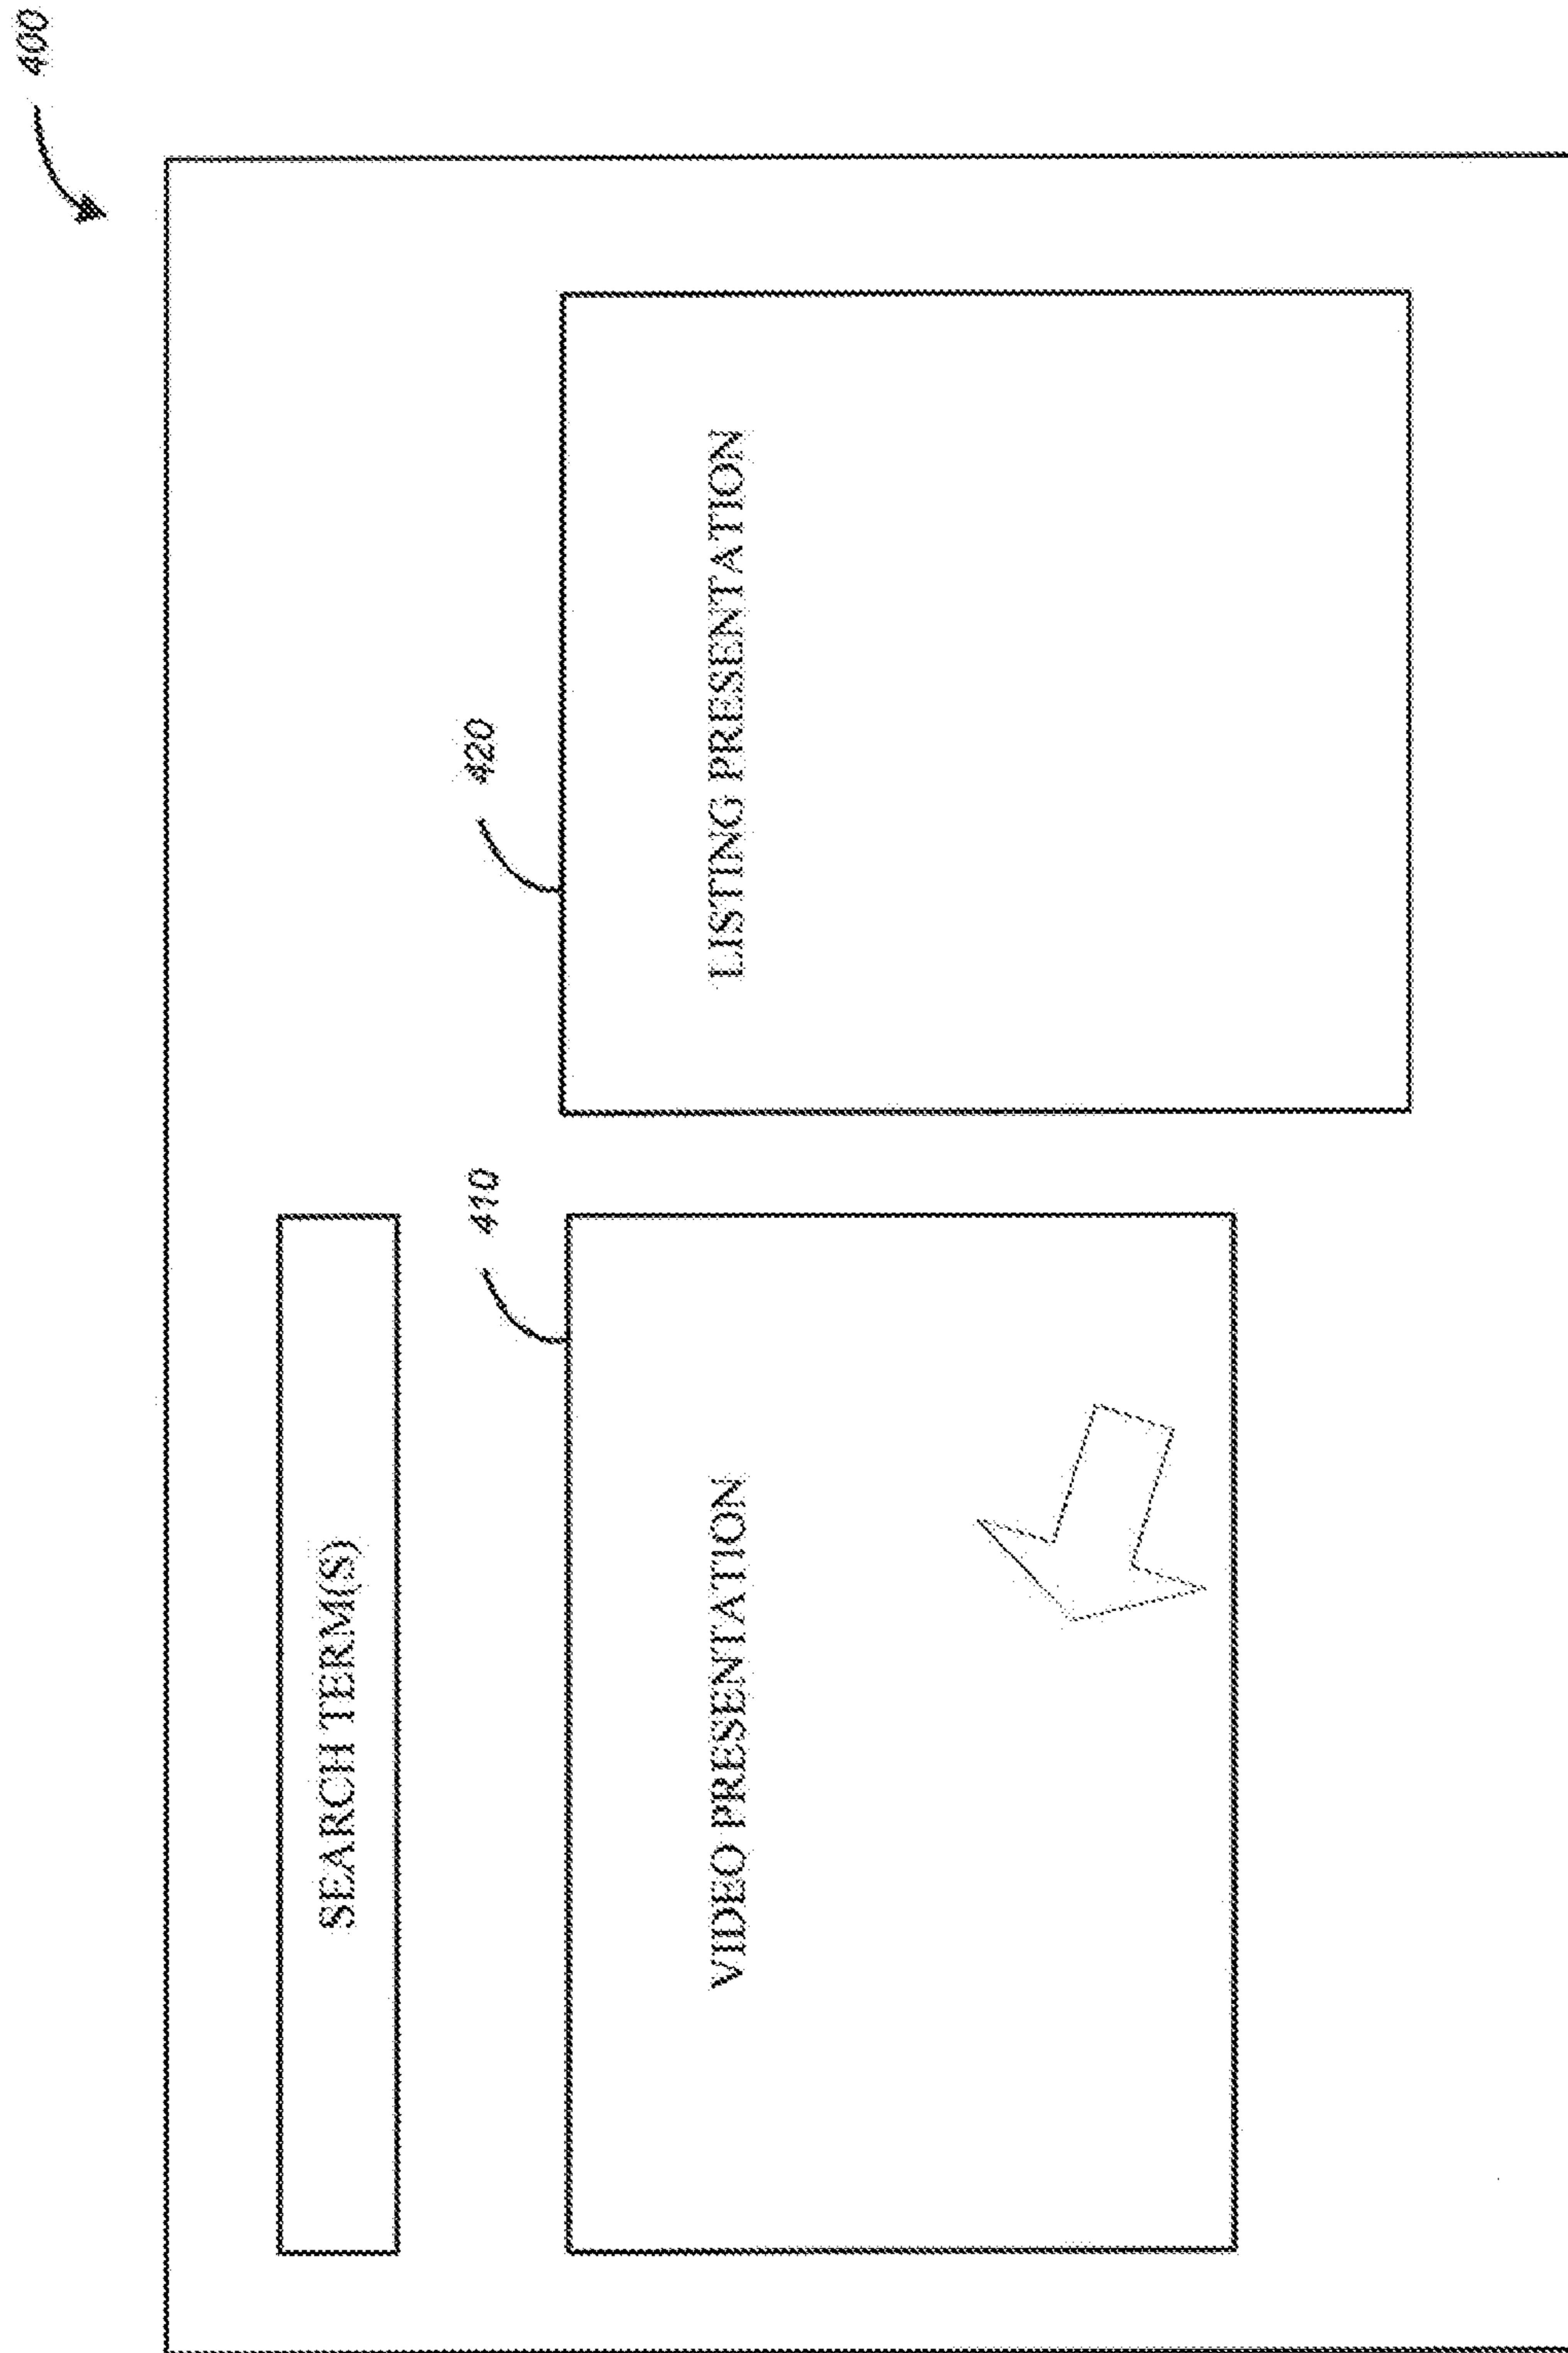 400
SEARCH TERM(S)
410
VIDEO PRESENTATION
420
LISTING PRESENTATION